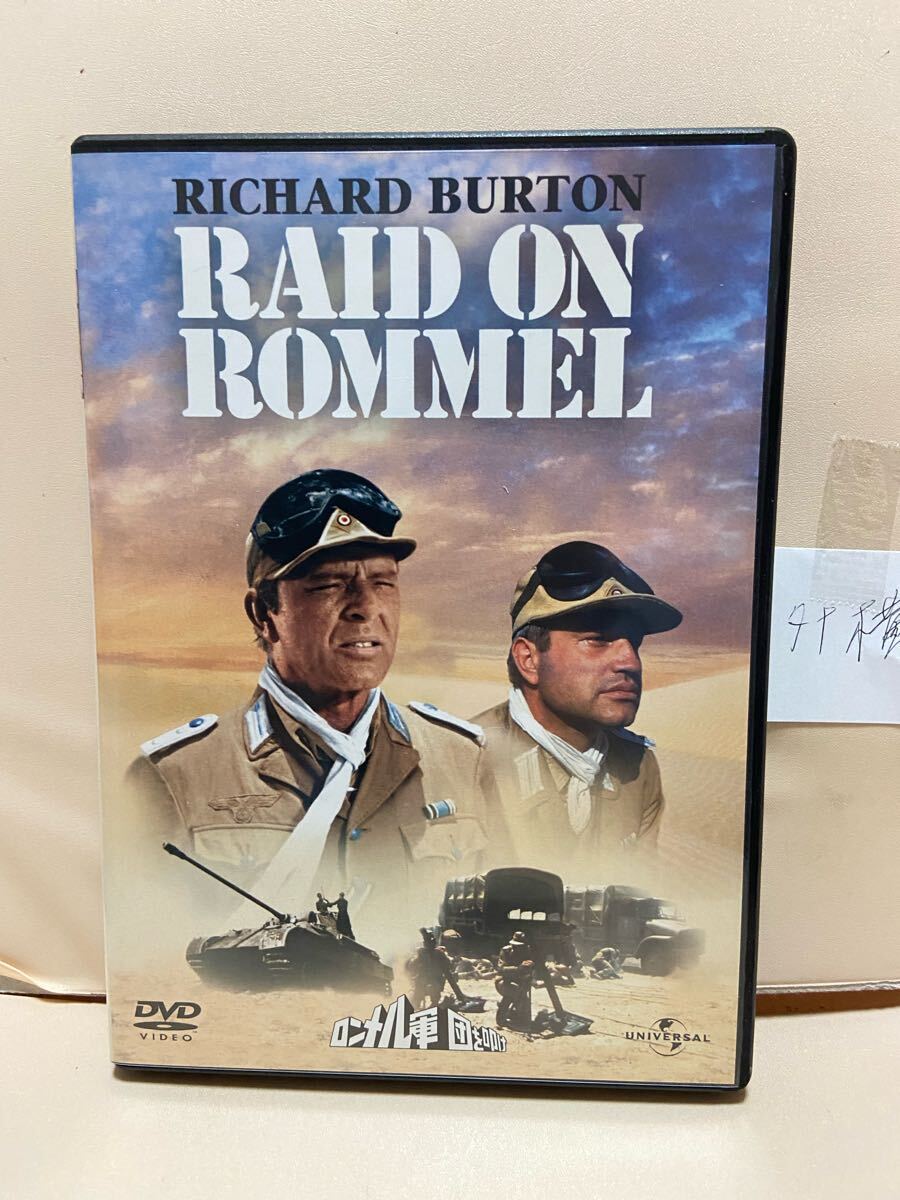 RICHARD BURTON
RAID ON
ROMMEL
DVD
VIDEO
ロンメル軍団を叩け
UNIVERSAL